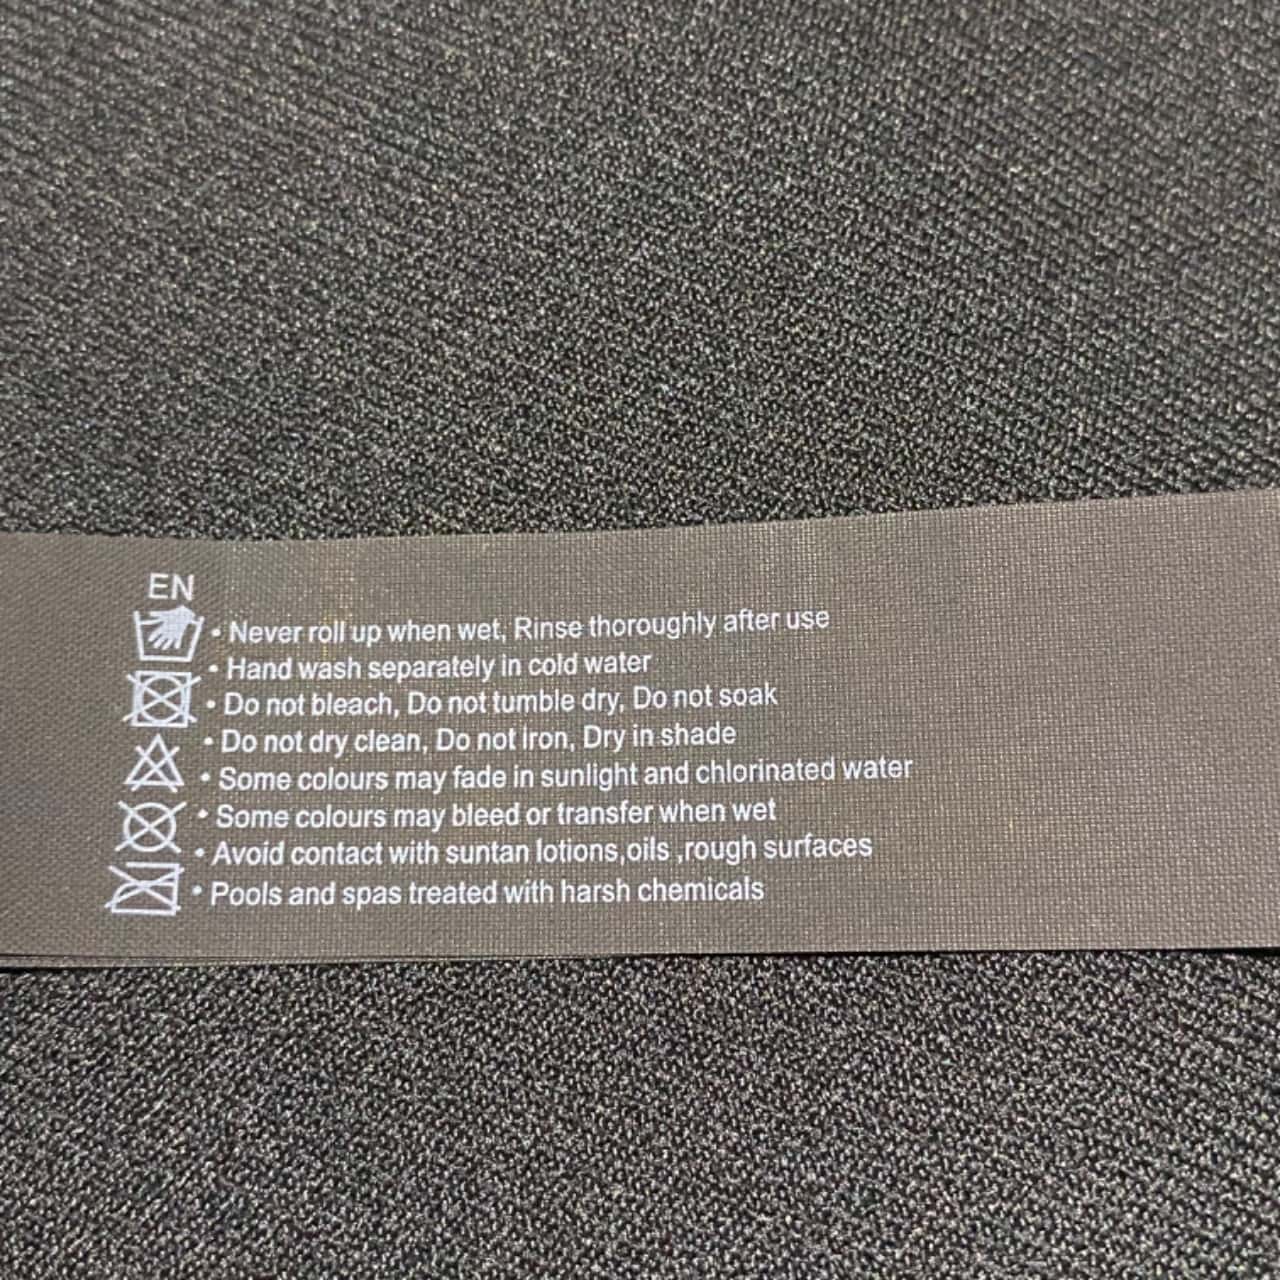 EN
• Never roll up when wet, Rinse thoroughly after use
• Hand wash separately in cold water
• Do not bleach, Do not tumble dry, Do not soak
• Do not dry clean, Do not iron, Dry in shade
• Some colours may fade in sunlight and chlorinated water
• Some colours may bleed or transfer when wet
• Avoid contact with suntan lotions,oils ,rough surfaces
• Pools and spas treated with harsh chemicals